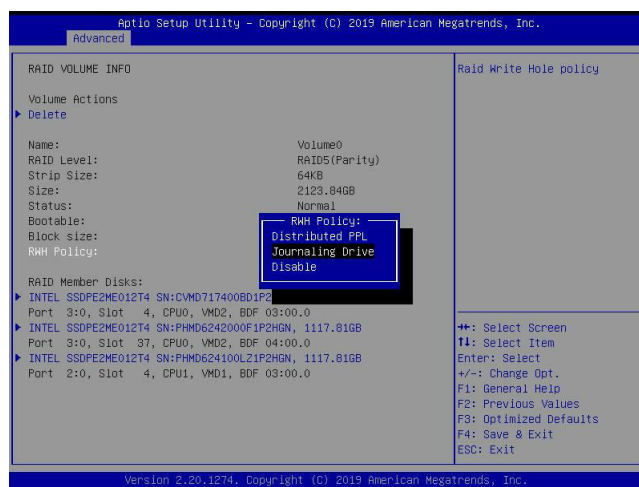 Aptio Setup Utility – Copyright (C) 2019 American Megatrends, Inc.
Advanced
RAID VOLUME INFO
Volume Actions
Delete
Name: Volume0
RAID Level: RAID5(Parity)
Strip Size: 64KB
Size: 2123.84GB
Status: Normal
Bootable:
Block size:
RWH Policy:
RWH Policy:
Distributed PPL
Journaling Drive
Disable
RAID Member Disks:
INTEL SSDPE2ME012T4 SN:CVMD717400BD1P2
Port 3:0, Slot 4, CPU0, VMD2, BDF 03:00.0
INTEL SSDPE2ME012T4 SN:PHMD6242000F1P2HGN, 1117.81GB
Port 3:0, Slot 37, CPU0, VMD2, BDF 04:00.0
INTEL SSDPE2ME012T4 SN:PHMD624100LZ1P2HGN, 1117.81GB
Port 2:0, Slot 4, CPU1, VMD1, BDF 03:00.0
Raid Write Hole policy
→←: Select Screen
↑↓: Select Item
Enter: Select
+/-: Change Opt.
F1: General Help
F2: Previous Values
F3: Optimized Defaults
F4: Save & Exit
ESC: Exit
Version 2.20.1274. Copyright (C) 2019 American Megatrends, Inc.